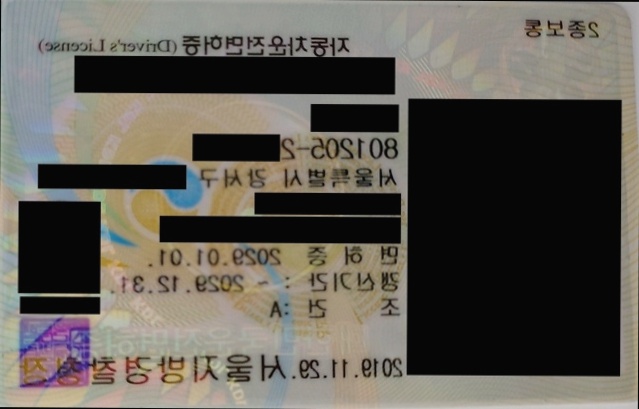 2종보통
자동차운전면허증 (Driver's License)
801205-2
서울특별시 강서구
면 허 증 2029.01.01.
갱신기간 : ~ 2029.12.31.
조 건 :A
2019.11.29. 서울지방경찰청장